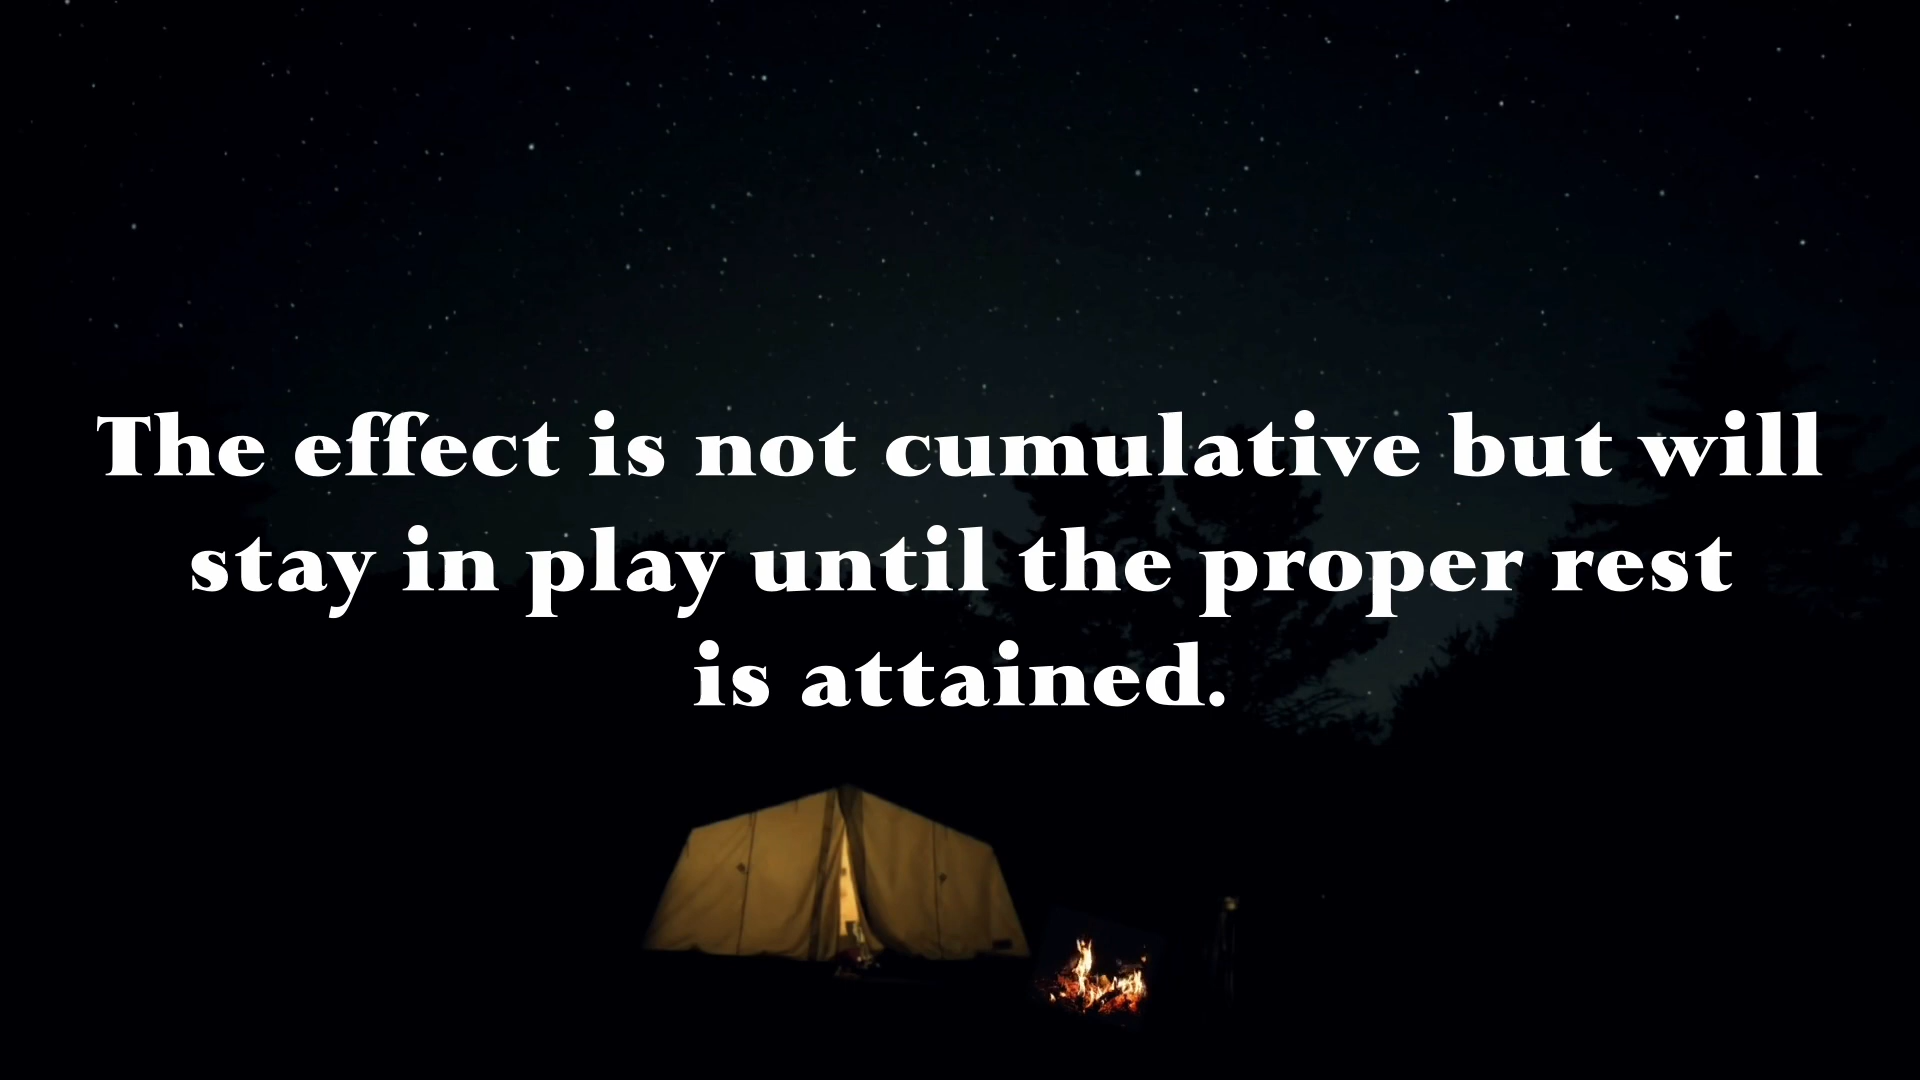 The effect is not cumulative but will
stay in play until the proper rest
is attained.